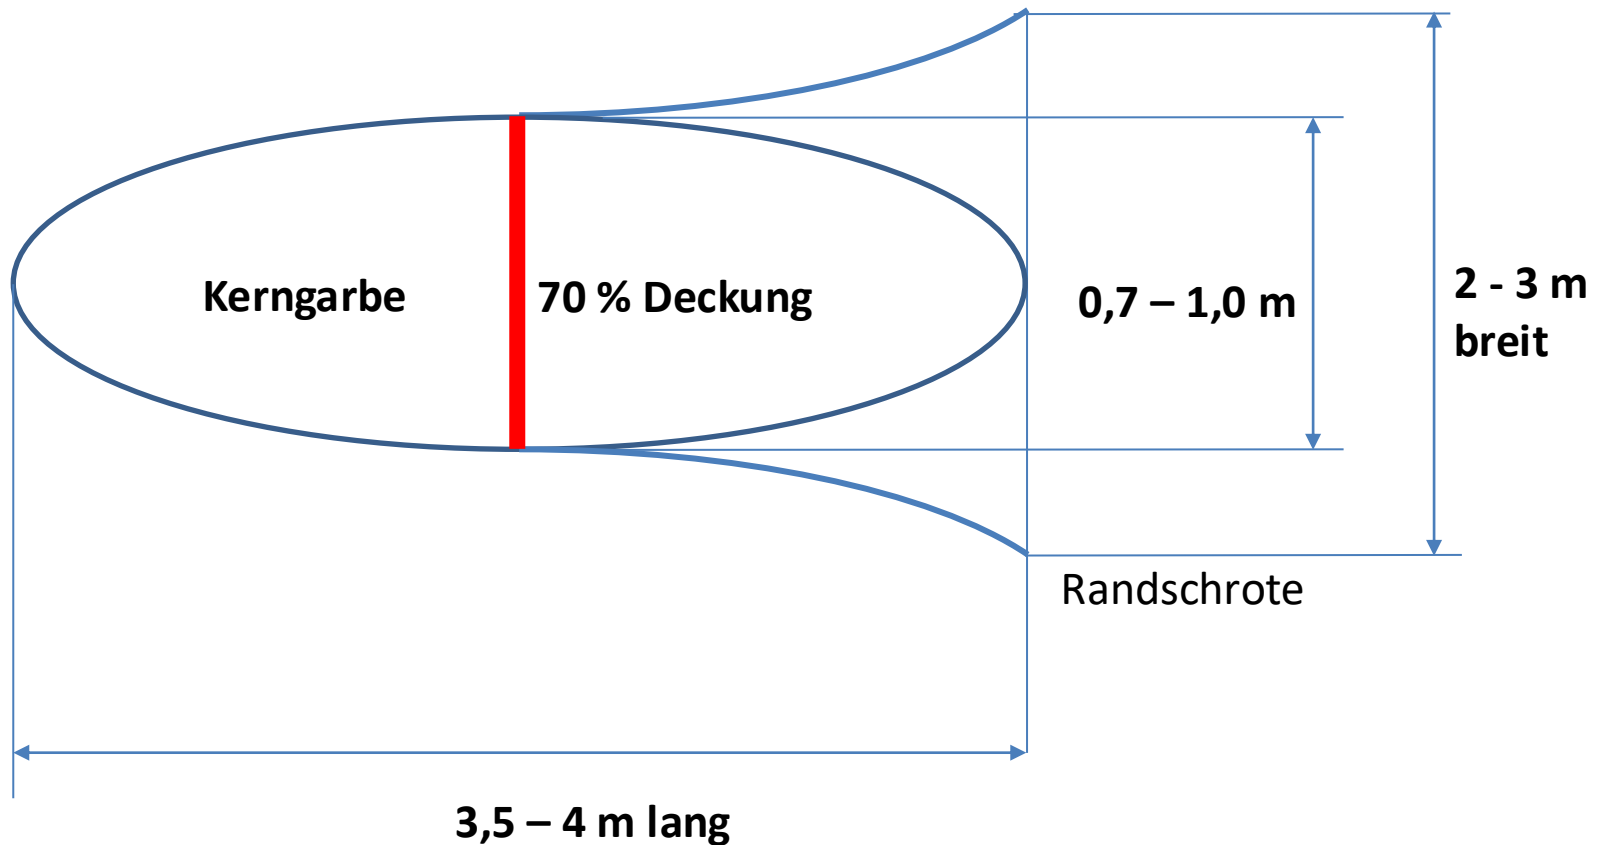 Kerngarbe
70 % Deckung
0,7 – 1,0 m
2 - 3 m
breit
Randschrote
3,5 – 4 m lang